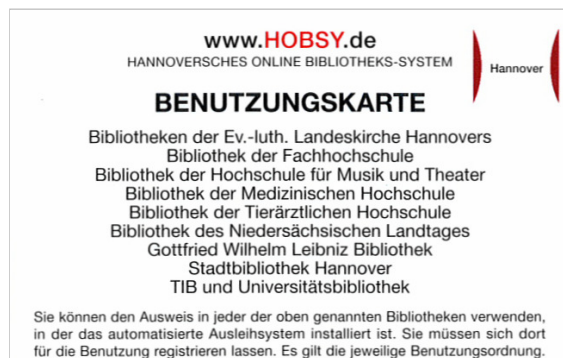 www.HOBSY.de
HANNOVERSCHES ONLINE BIBLIOTHEKS-SYSTEM
Hannover
BENUTZUNGSKARTE
Bibliotheken der Ev.-luth. Landeskirche Hannovers
Bibliothek der Fachhochschule
Bibliothek der Hochschule für Musik und Theater
Bibliothek der Medizinischen Hochschule
Bibliothek der Tierärztlichen Hochschule
Bibliothek des Niedersächsischen Landtages
Gottfried Wilhelm Leibniz Bibliothek
Stadtbibliothek Hannover
TIB und Universitätsbibliothek
Sie können den Ausweis in jeder der oben genannten Bibliotheken verwenden,
in der das automatisierte Ausleihsystem installiert ist. Sie müssen sich dort
für die Benutzung registrieren lassen. Es gilt die jeweilige Benutzungsordnung.